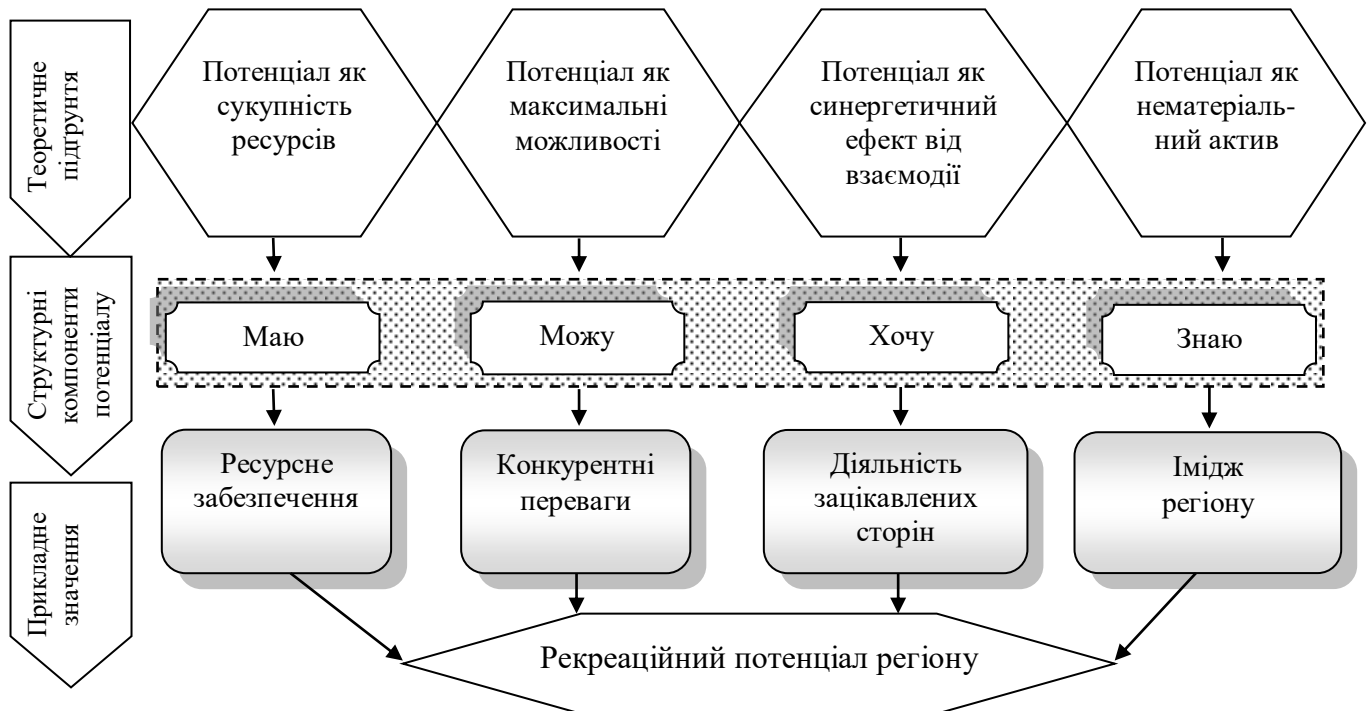 Теоретичне
підґрунтя
Потенціал як
сукупність
ресурсів
Потенціал як
максимальні
можливості
Потенціал як
синергетичний
ефект від
взаємодії
Потенціал як
нематеріаль-
ний актив
Структурні
компоненти
потенціалу
Маю
Можу
Хочу
Знаю
Прикладне
значення
Ресурсне
забезпечення
Конкурентні
переваги
Діяльність
зацікавлених
сторін
Імідж
регіону
Рекреаційний потенціал регіону